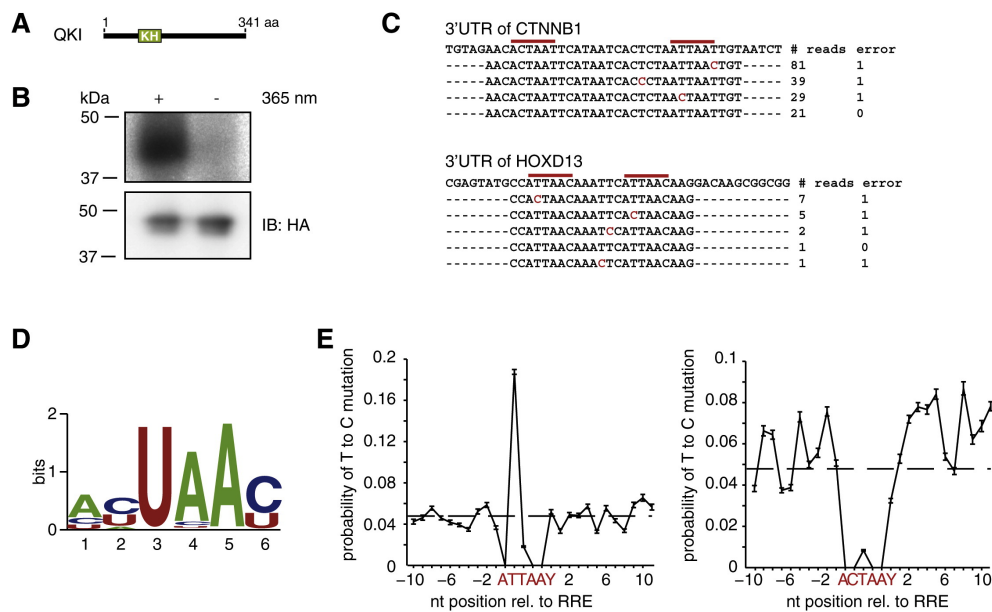 A
QKI
1
341 aa
KH
B
kDa
+
-
365 nm
50
37
50
37
IB: HA
C
3'UTR of CTNNB1
TGTAGAACACTAATTCATAATCACTCTAATTAATTGTAATCT # reads error
-----AACACTAATTCATAATCACTCTAATTAACTGT----- 81 1
-----AACACTAATTCATAATCACCCTAATTAATTGT----- 39 1
-----AACACTAATTCATAATCACTCTAACTAATTGT----- 29 1
-----AACACTAATTCATAATCACTCTAATTAATTGT----- 21 0
3'UTR of HOXD13
CGAGTATGCCATTAACAAATTCATTAACAAGGACAAGCGGCGG # reads error
--------CCACTAACAAATTCATTAACAAG------------ 7 1
--------CCATTAACAAATTCACTAACAAG------------ 5 1
--------CCATTAACAAATCCATTAACAAG------------ 2 1
--------CCATTAACAAATTCATTAACAAG------------ 1 0
--------CCATTAACAAACTCATTAACAAG------------ 1 1
D
bits
2
1
0
ACUAAC
1 2 3 4 5 6
E
probability of T to C mutation
0.2
0.16
0.12
0.08
0.04
0
−10 −6 −2 ATTAAY 2 6 10
nt position rel. to RRE
probability of T to C mutation
0.1
0.08
0.06
0.04
0.02
0
−10 −6 −2 ACTAAY 2 6 10
nt position rel. to RRE